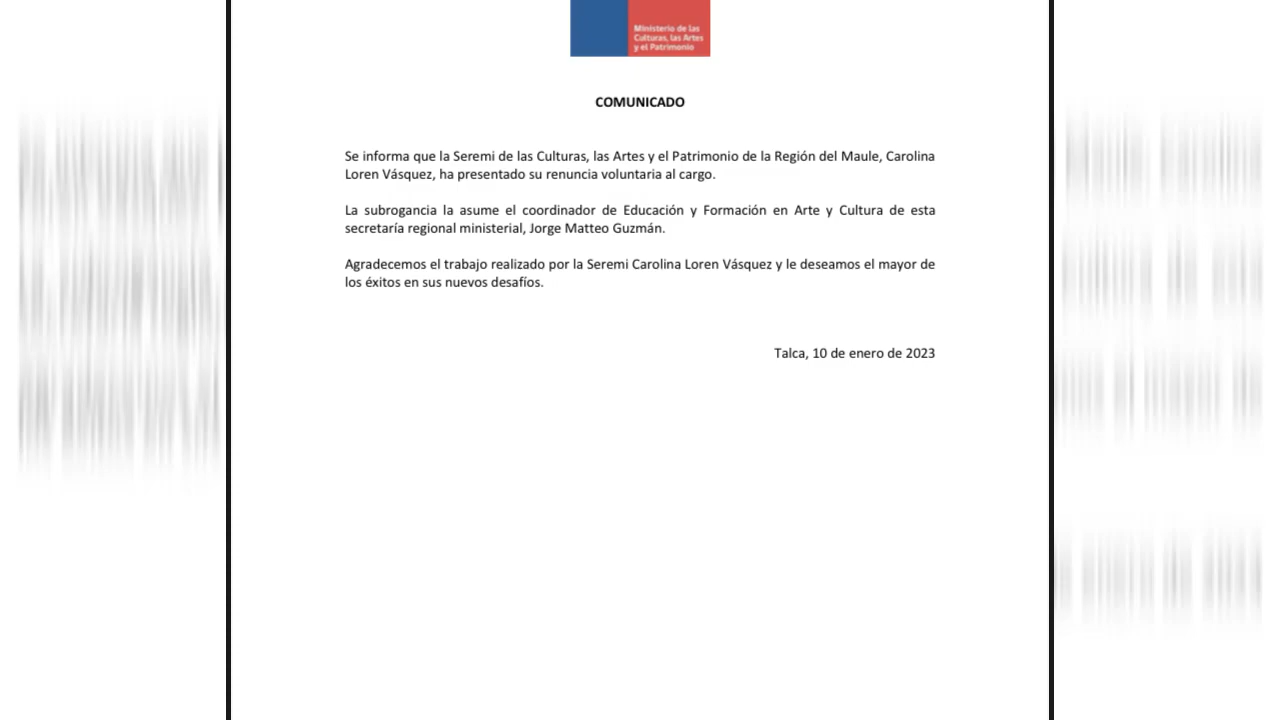 Ministerio de las
Culturas, las Artes
y el Patrimonio
COMUNICADO
Se informa que la Seremi de las Culturas, las Artes y el Patrimonio de la Región del Maule, Carolina
Loren Vásquez, ha presentado su renuncia voluntaria al cargo.
La subrogancia la asume el coordinador de Educación y Formación en Arte y Cultura de esta
secretaría regional ministerial, Jorge Matteo Guzmán.
Agradecemos el trabajo realizado por la Seremi Carolina Loren Vásquez y le deseamos el mayor de
los éxitos en sus nuevos desafíos.
Talca, 10 de enero de 2023